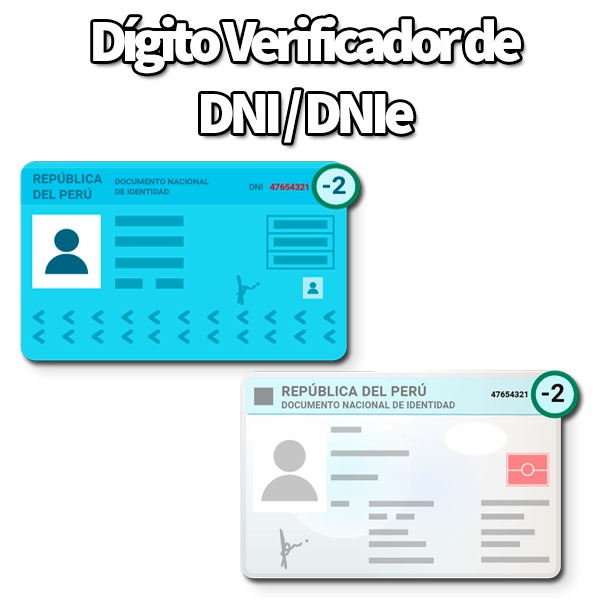 Dígito Verificador de
DNI / DNIe
REPÚBLICA
DEL PERÚ
DOCUMENTO NACIONAL
DE IDENTIDAD
DNI 47654321 -2
REPÚBLICA DEL PERÚ
DOCUMENTO NACIONAL DE IDENTIDAD
47654321 -2